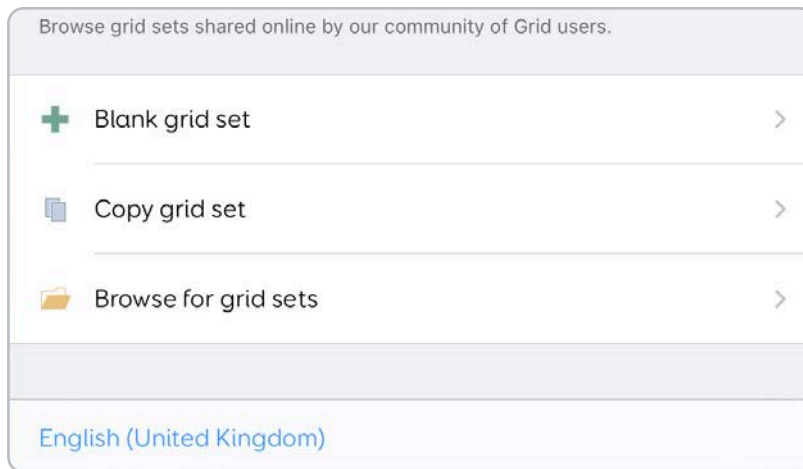 Browse grid sets shared online by our community of Grid users.
Blank grid set
Copy grid set
Browse for grid sets
English (United Kingdom)